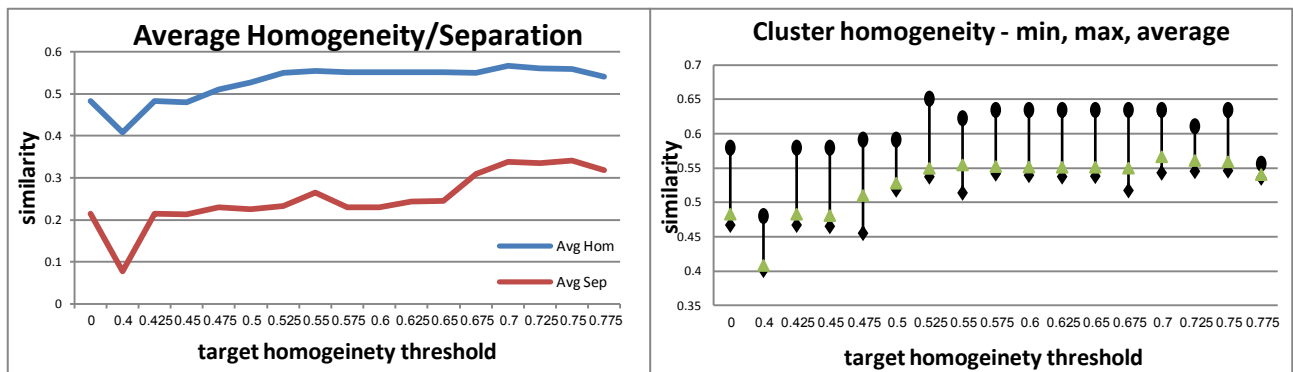 Average Homogeneity/Separation
0.6
0.5
0.4
0.3
0.2
0.1
0
similarity
Avg Hom
Avg Sep
0 0.4 0.425 0.45 0.475 0.5 0.525 0.55 0.575 0.6 0.625 0.65 0.675 0.7 0.725 0.75 0.775
target homogeinety threshold
Cluster homogeneity - min, max, average
0.7
0.65
0.6
0.55
0.5
0.45
0.4
0.35
similarity
0 0.4 0.425 0.45 0.475 0.5 0.525 0.55 0.575 0.6 0.625 0.65 0.675 0.7 0.725 0.75 0.775
target homogeinety threshold